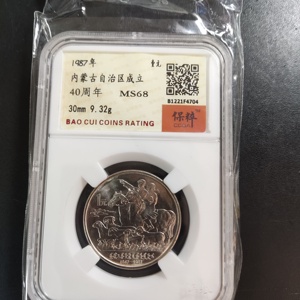 1987年 壹元
内蒙古自治区成立
40周年 MS68
30mm 9.32g
B1221F4704
保粹
BAO CUI COINS RATING